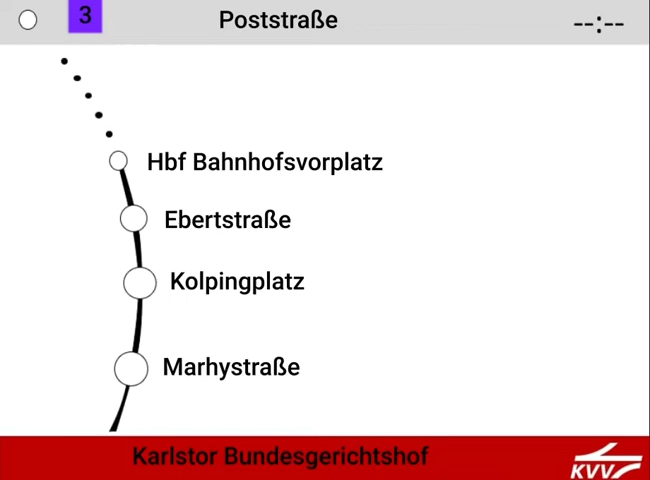 3 Poststraße --:--
Hbf Bahnhofsvorplatz
Ebertstraße
Kolpingplatz
Marhystraße
Karlstor Bundesgerichtshof
KVV